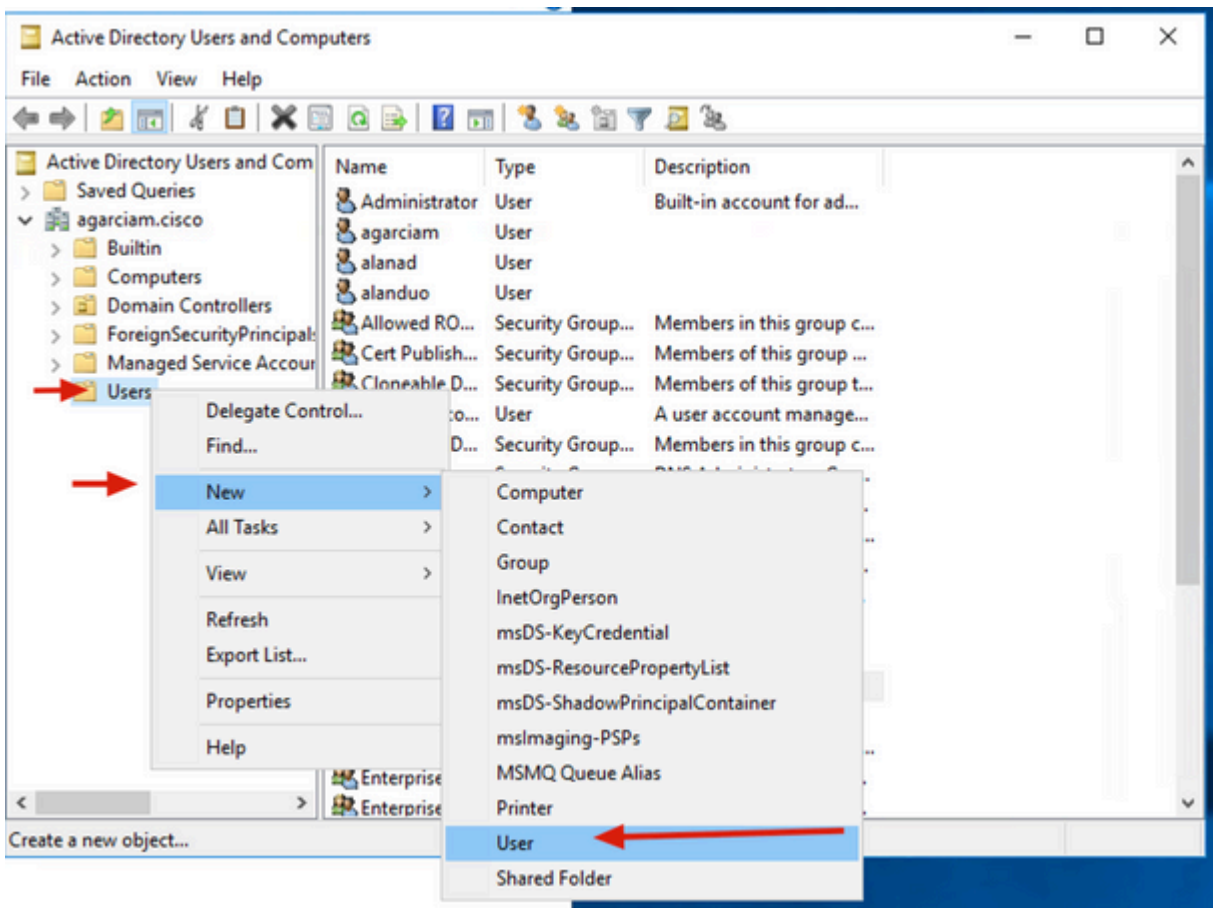 Active Directory Users and Computers
File Action View Help
Active Directory Users and Com
Saved Queries
agarciam.cisco
Builtin
Computers
Domain Controllers
ForeignSecurityPrincipal
Managed Service Accour
Users
Name Type Description
Administrator User Built-in account for ad...
agarciam User
alanad User
alanduo User
Allowed RO... Security Group... Members in this group c...
Cert Publish... Security Group... Members of this group ...
Cloneable D... Security Group... Members of this group t...
:o... User A user account manage...
D... Security Group... Members in this group c...
Enterprise
Enterprise
Delegate Control...
Find...
New
All Tasks
View
Refresh
Export List...
Properties
Help
Computer
Contact
Group
InetOrgPerson
msDS-KeyCredential
msDS-ResourcePropertyList
msDS-ShadowPrincipalContainer
msImaging-PSPs
MSMQ Queue Alias
Printer
User
Shared Folder
Create a new object...